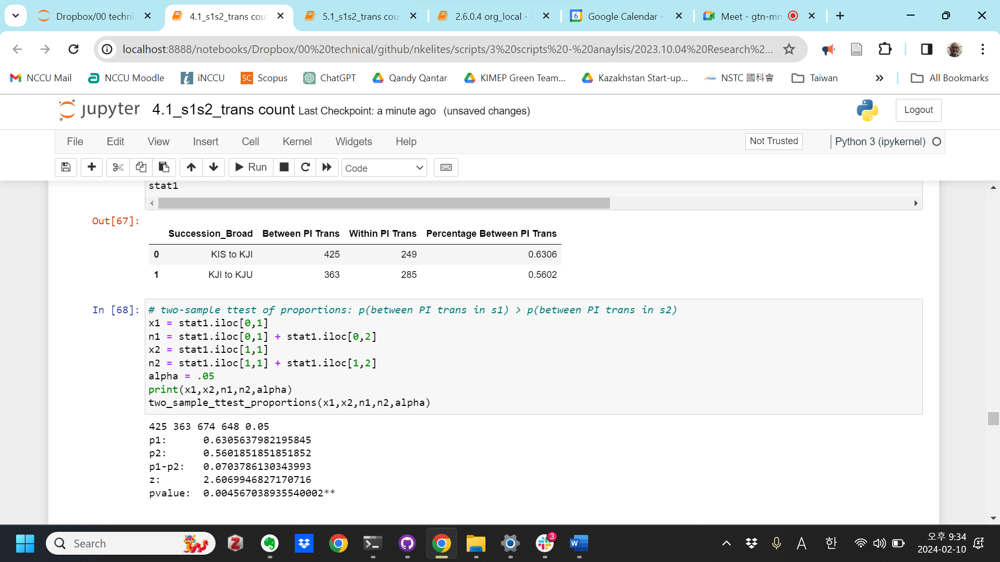 Dropbox/00 techni
4.1_s1s2_trans cou
5.1_s1s2_trans cou
2.6.0.4 org_local -
Google Calendar -
Meet - gtn-mm
localhost:8888/notebooks/Dropbox/00%20technical/github/nkelites/scripts/3%20scripts%20-%20anaylsis/2023.10.04%20Research%2...
NCCU Mail
NCCU Moodle
iNCCU
SC Scopus
ChatGPT
Qandy Qantar
KIMEP Green Team...
Kazakhstan Start-up...
NSTC 國科會
Taiwan
»
All Bookmarks
jupyter 4.1_s1s2_trans count Last Checkpoint: a minute ago (unsaved changes)
Logout
File Edit View Insert Cell Kernel Widgets Help
Not Trusted
Python 3 (ipykernel)
Run
Code
stat1
Out[67]:
Succession_Broad Between PI Trans Within PI Trans Percentage Between PI Trans
0 KIS to KJI 425 249 0.6306
1 KJI to KJU 363 285 0.5602
In [68]:
# two-sample ttest of proportions: p(between PI trans in s1) > p(between PI trans in s2)
x1 = stat1.iloc[0,1]
n1 = stat1.iloc[0,1] + stat1.iloc[0,2]
x2 = stat1.iloc[1,1]
n2 = stat1.iloc[1,1] + stat1.iloc[1,2]
alpha = .05
print(x1,x2,n1,n2,alpha)
two_sample_ttest_proportions(x1,x2,n1,n2,alpha)
425 363 674 648 0.05
p1: 0.6305637982195845
p2: 0.5601851851851852
p1-p2: 0.0703786130343993
z: 2.6069946827170716
pvalue: 0.004567038935540002**
Search
3
A
한
오후 9:34
2024-02-10